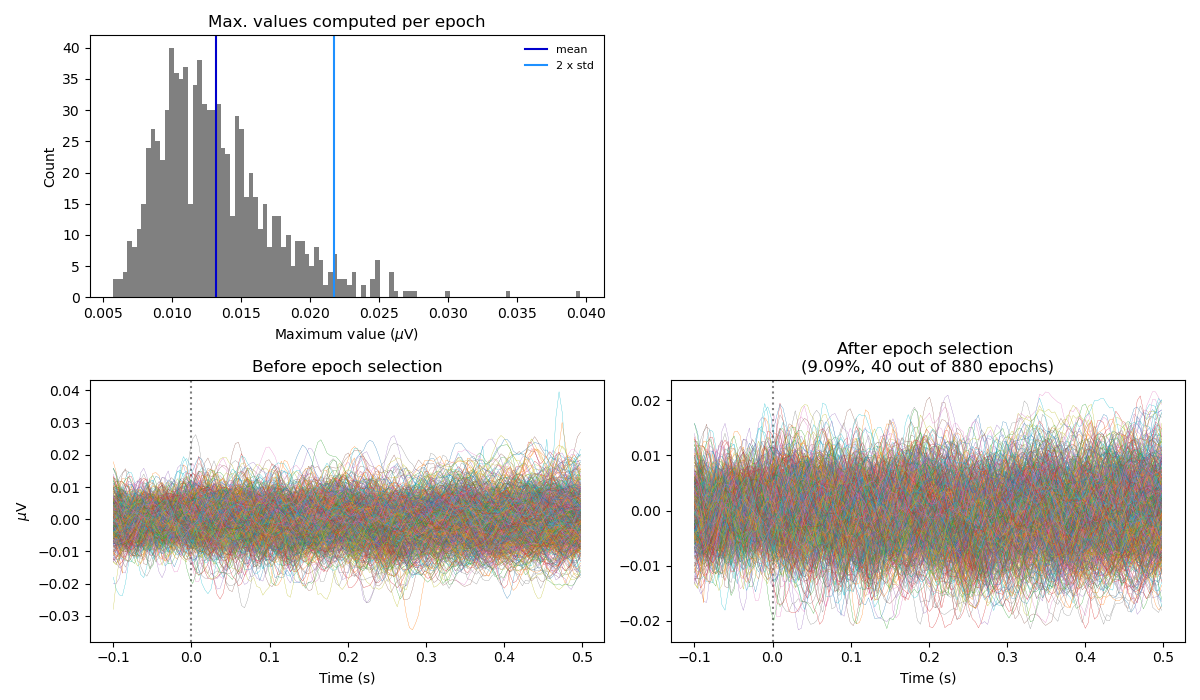 Max. values computed per epoch
Count
40
35
30
25
20
15
10
5
0
mean
2 x std
0.005 0.010 0.015 0.020 0.025 0.030 0.035 0.040
Maximum value (μV)
Before epoch selection
μV
0.04
0.03
0.02
0.01
0.00
−0.01
−0.02
−0.03
−0.1 0.0 0.1 0.2 0.3 0.4 0.5
Time (s)
After epoch selection
(9.09%, 40 out of 880 epochs)
0.02
0.01
0.00
−0.01
−0.02
−0.1 0.0 0.1 0.2 0.3 0.4 0.5
Time (s)